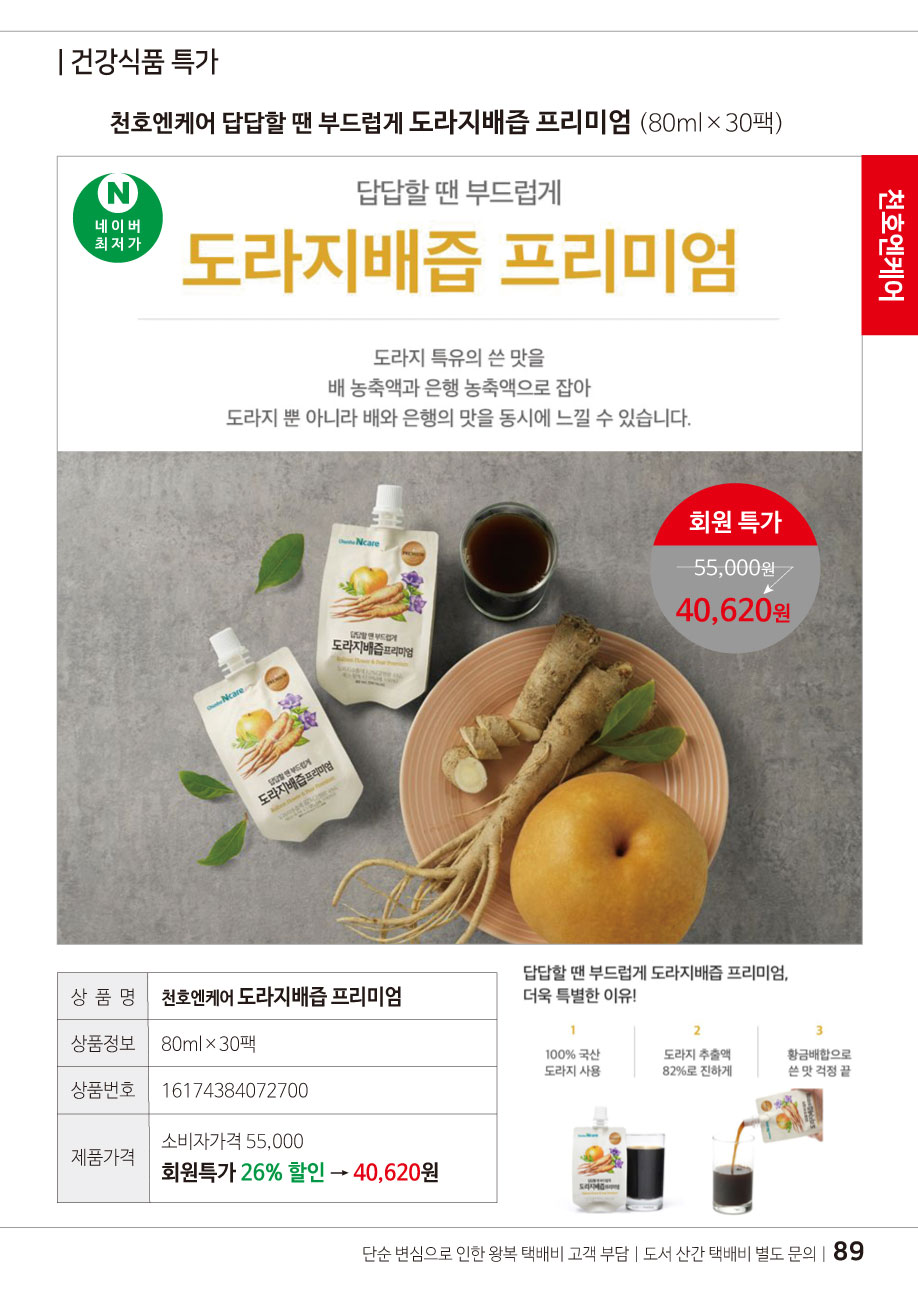 | 건강식품 특가
천호엔케어 답답할 땐 부드럽게 도라지배즙 프리미엄 (80ml×30팩)
N
네이버
최저가
답답할 땐 부드럽게
도라지배즙 프리미엄
천호엔케어
도라지 특유의 쓴 맛을
배 농축액과 은행 농축액으로 잡아
도라지 뿐 아니라 배와 은행의 맛을 동시에 느낄 수 있습니다.
회원 특가
55,000원
40,620원
Chunho Ncare
PREMIUM
답답할 땐 부드럽게
도라지배즙프리미엄
Chunho Ncare
PREMIUM
답답할 땐 부드럽게
도라지배즙프리미엄
상 품 명
천호엔케어 도라지배즙 프리미엄
상품정보
80ml×30팩
상품번호
16174384072700
제품가격
소비자가격 55,000
회원특가 26% 할인 → 40,620원
답답할 땐 부드럽게 도라지배즙 프리미엄,
더욱 특별한 이유!
1
100% 국산
도라지 사용
2
도라지 추출액
82%로 진하게
3
황금배합으로
쓴 맛 걱정 끝
Ncare
도라지배즙프리미엄
단순 변심으로 인한 왕복 택배비 고객 부담 | 도서 산간 택배비 별도 문의 | 89